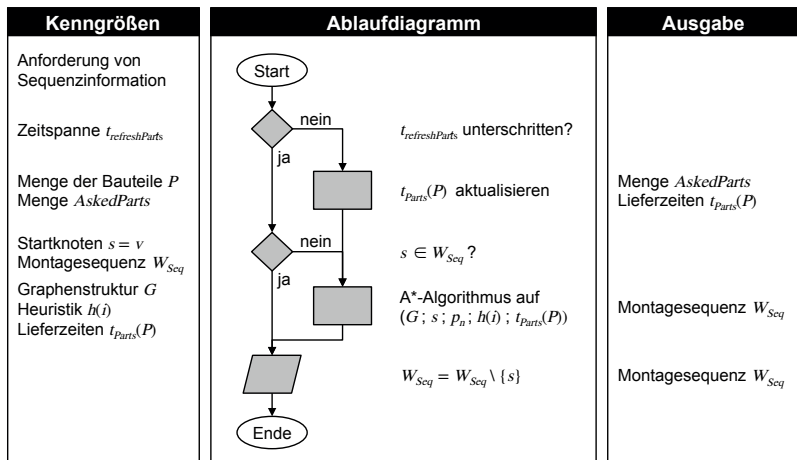 Kenngrößen
Anforderung von
Sequenzinformation
Zeitspanne t_refreshParts
Menge der Bauteile P
Menge AskedParts
Startknoten s = v
Montagesequenz W_Seq
Graphenstruktur G
Heuristik h(i)
Lieferzeiten t_Parts(P)
Ablaufdiagramm
Start
nein
t_refreshParts unterschritten?
ja
t_Parts(P) aktualisieren
nein
s ∈ W_Seq ?
ja
A*-Algorithmus auf
(G ; s ; p_n ; h(i) ; t_Parts(P))
W_Seq = W_Seq \ {s}
Ende
Ausgabe
Menge AskedParts
Lieferzeiten t_Parts(P)
Montagesequenz W_Seq
Montagesequenz W_Seq